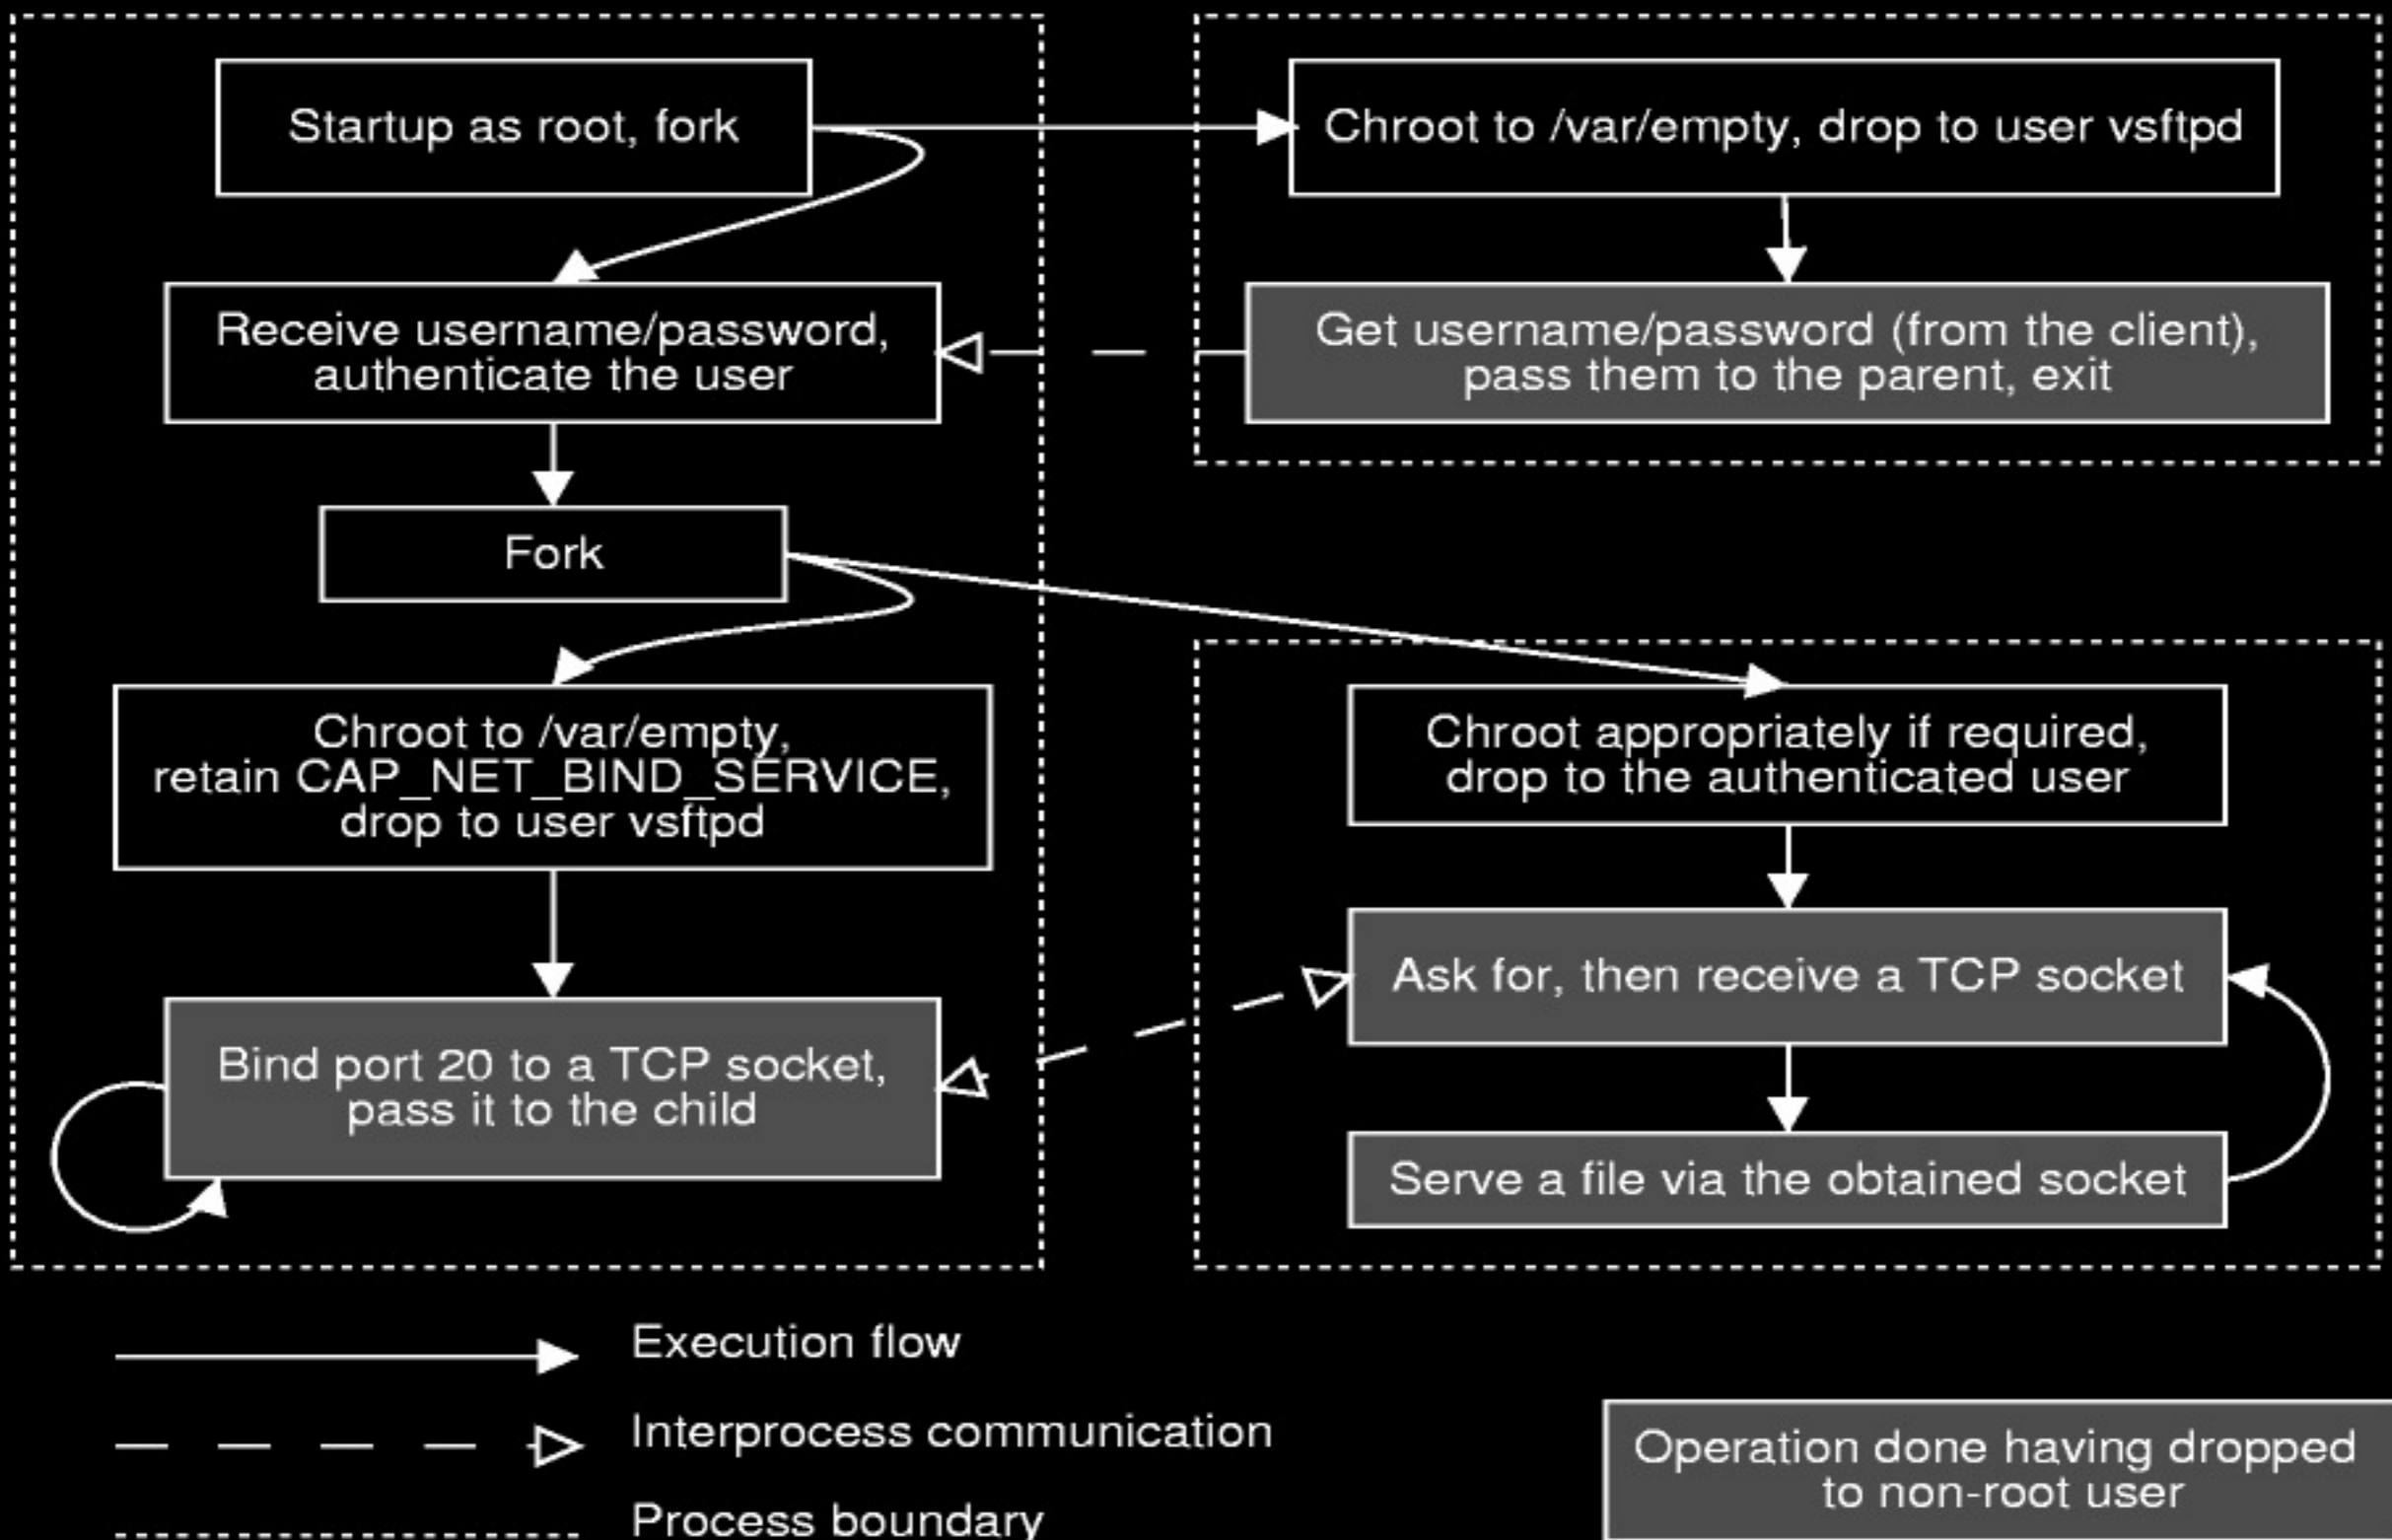 Startup as root, fork
Chroot to /var/empty, drop to user vsftpd
Receive username/password,
authenticate the user
Get username/password (from the client),
pass them to the parent, exit
Fork
Chroot to /var/empty,
retain CAP_NET_BIND_SERVICE,
drop to user vsftpd
Chroot appropriately if required,
drop to the authenticated user
Ask for, then receive a TCP socket
Bind port 20 to a TCP socket,
pass it to the child
Serve a file via the obtained socket
Execution flow
Interprocess communication
Process boundary
Operation done having dropped
to non-root user